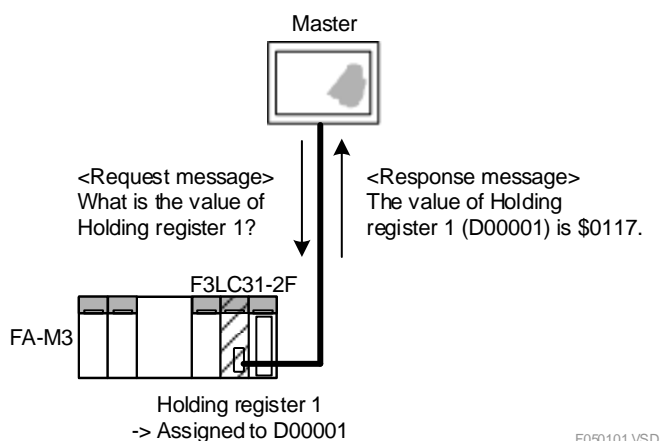 Master
<Request message>
What is the value of
Holding register 1?
<Response message>
The value of Holding
register 1 (D00001) is $0117.
F3LC31-2F
FA-M3
Holding register 1
-> Assigned to D00001
F050101.VSD